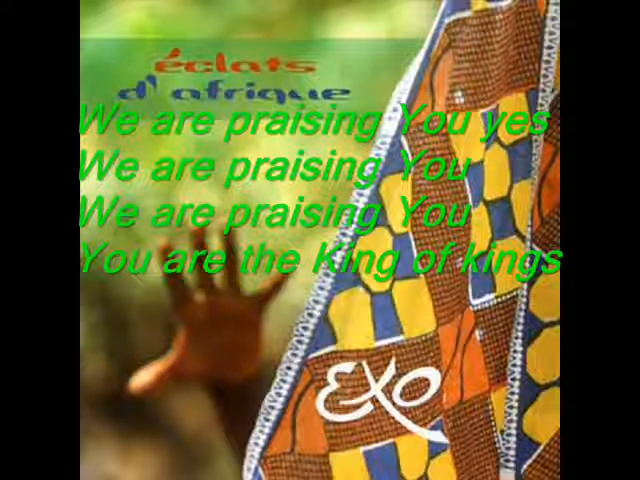 éclats
d'afrique
We are praising You yes
We are praising You
We are praising You
You are the King of kings
EXO